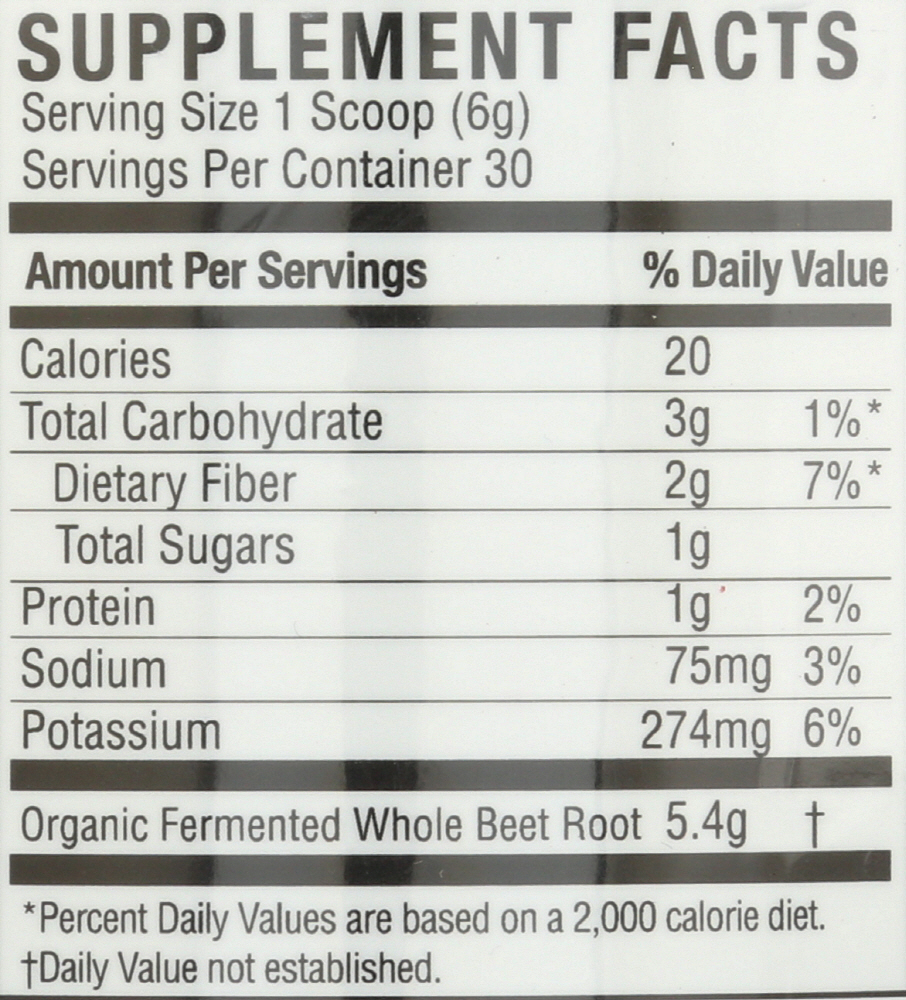 SUPPLEMENT FACTS
Serving Size 1 Scoop (6g)
Servings Per Container 30
Amount Per Servings % Daily Value
Calories 20
Total Carbohydrate 3g 1%*
Dietary Fiber 2g 7%*
Total Sugars 1g
Protein 1g 2%
Sodium 75mg 3%
Potassium 274mg 6%
Organic Fermented Whole Beet Root 5.4g †
*Percent Daily Values are based on a 2,000 calorie diet.
†Daily Value not established.